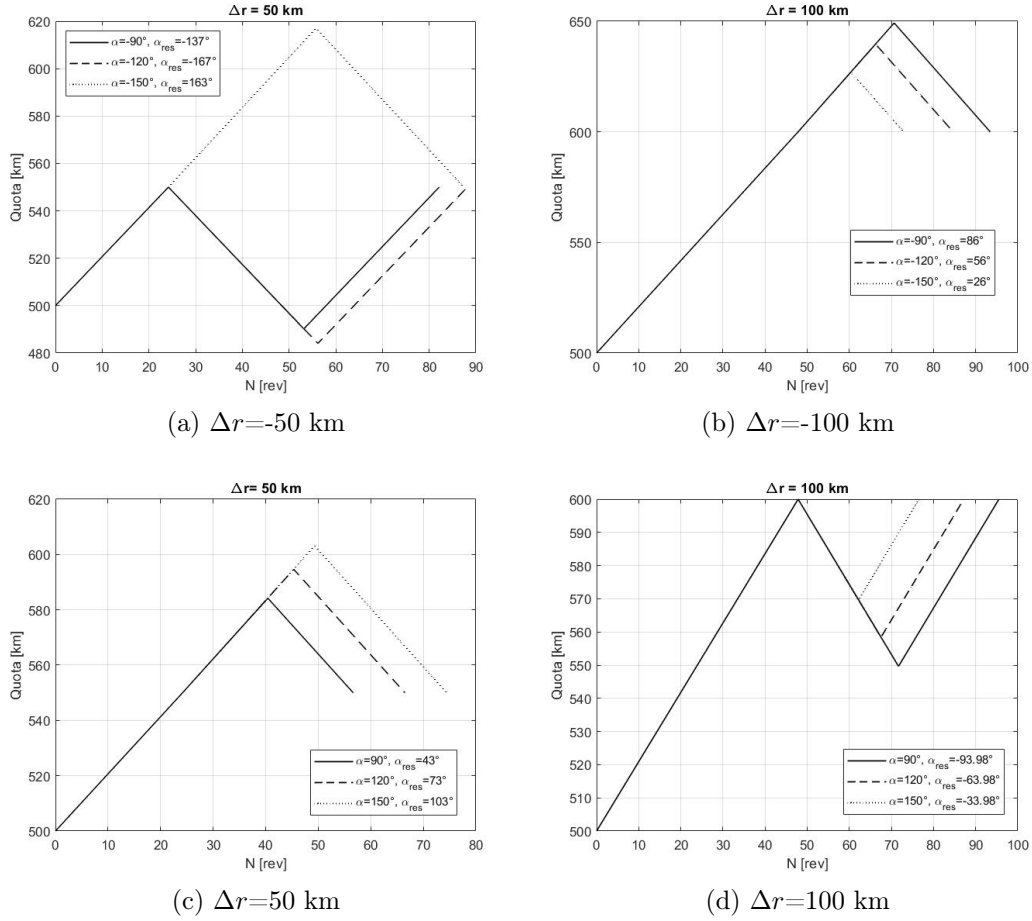 Δr = 50 km
620
600
580
560
540
520
500
480
Quota [km]
α=-90°, αres=-137°
α=-120°, αres=-167°
α=-150°, αres=163°
0 10 20 30 40 50 60 70 80 90
N [rev]
(a) Δr=-50 km
Δr = 100 km
650
600
550
500
Quota [km]
α=-90°, αres=86°
α=-120°, αres=56°
α=-150°, αres=26°
0 10 20 30 40 50 60 70 80 90 100
N [rev]
(b) Δr=-100 km
Δr= 50 km
620
600
580
560
540
520
500
Quota [km]
α=90°, αres=43°
α=120°, αres=73°
α=150°, αres=103°
0 10 20 30 40 50 60 70 80
N [rev]
(c) Δr=50 km
Δr = 100 km
600
590
580
570
560
550
540
530
520
510
500
Quota [km]
α=90°, αres=-93.98°
α=120°, αres=-63.98°
α=150°, αres=-33.98°
0 10 20 30 40 50 60 70 80 90 100
N [rev]
(d) Δr=100 km